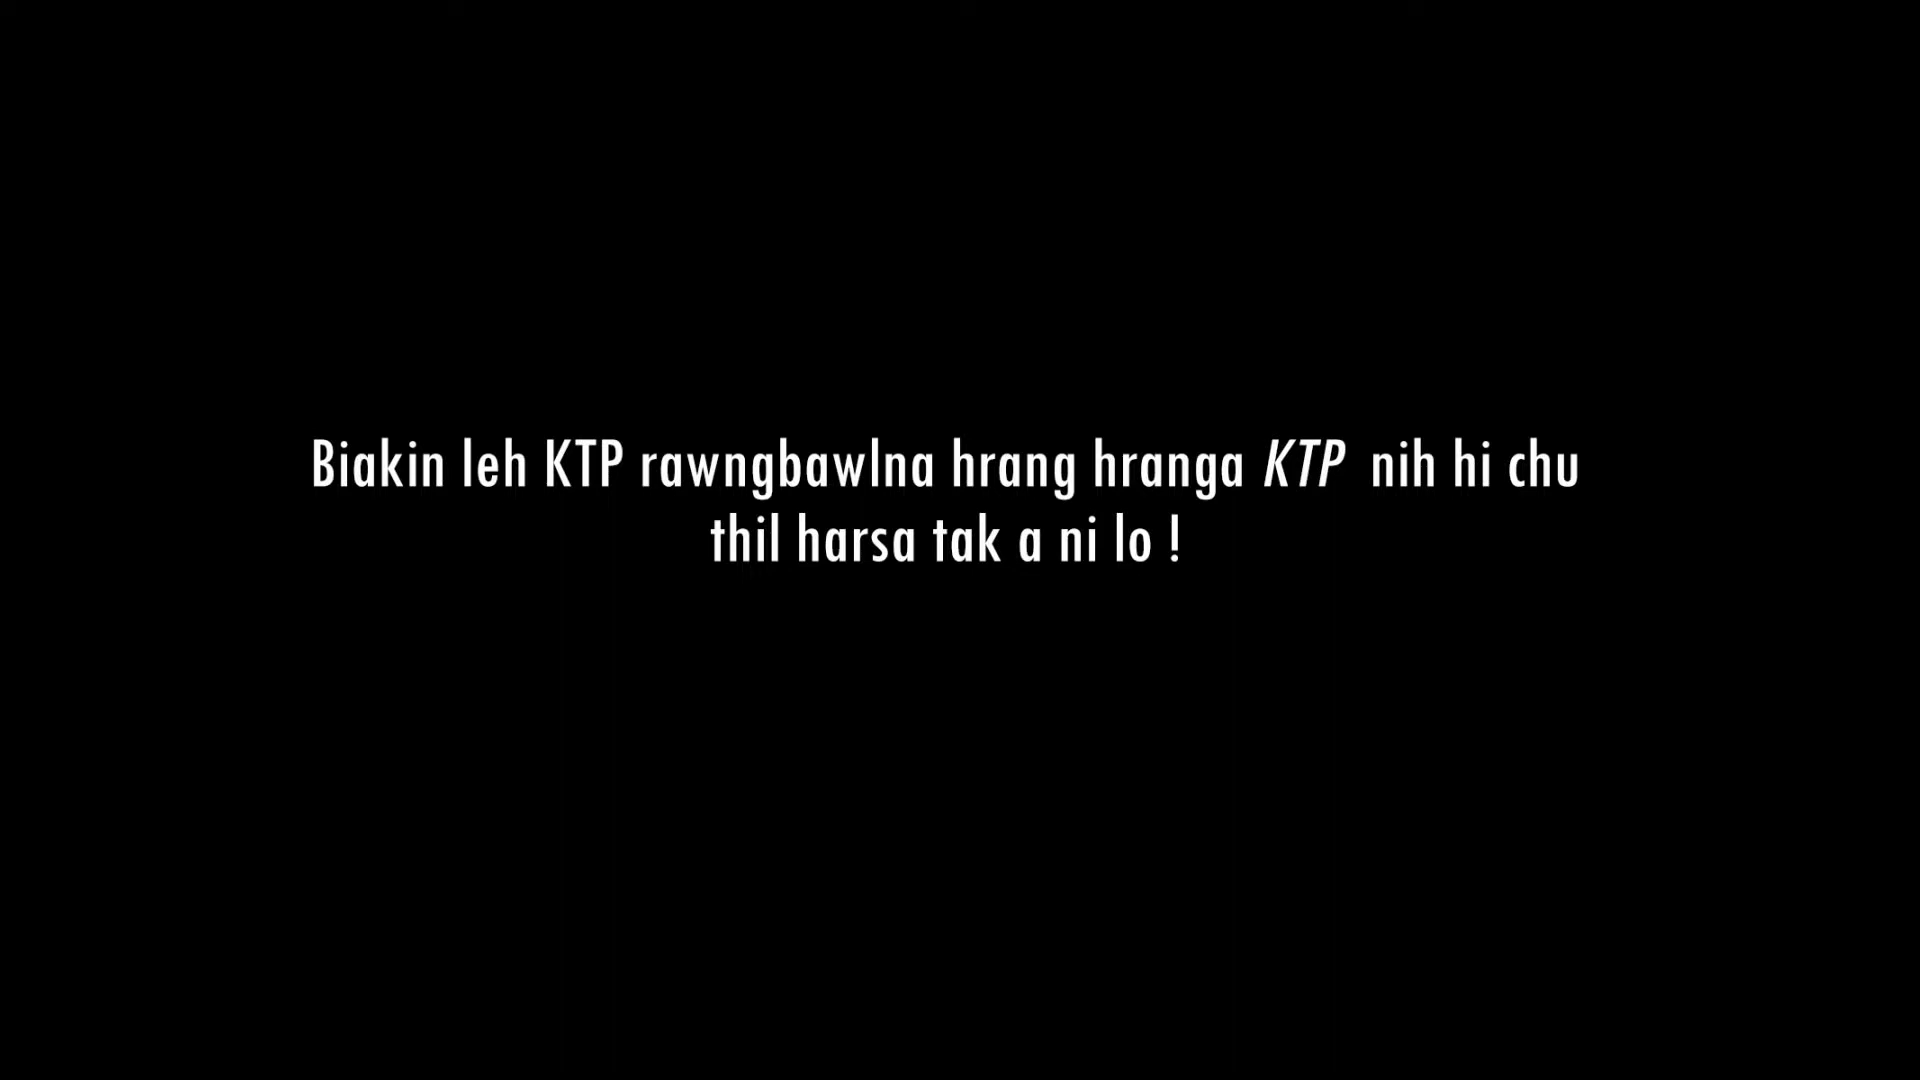 Biakin leh KTP rawngbawlna hrang hranga KTP nih hi chu
thil harsa tak a ni lo !